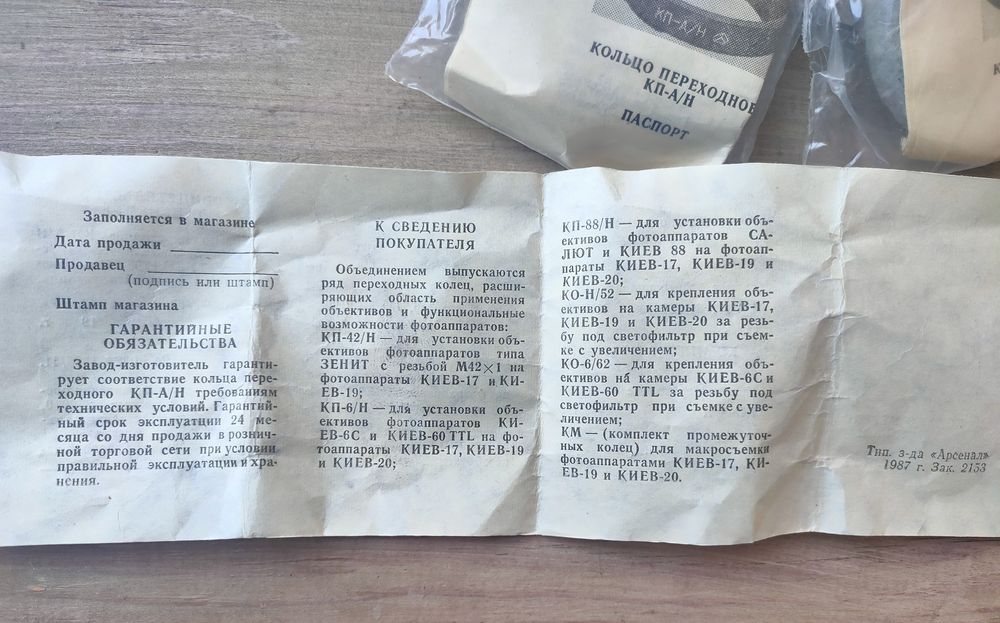 КП-А/Н
КОЛЬЦО ПЕРЕХОДНОЕ
КП-А/Н
ПАСПОРТ
Заполняется в магазине
Дата продажи
Продавец
(подпись или штамп)
Штамп магазина
ГАРАНТИЙНЫЕ
ОБЯЗАТЕЛЬСТВА
Завод-изготовитель гаранти-
рует соответствие кольца пере-
ходного КП-А/Н требованиям
технических условий. Гарантий-
ный срок эксплуатации 24 ме-
сяца со дня продажи в рознич-
ной торговой сети при условии
правильной эксплуатации и хра-
нения.
К СВЕДЕНИЮ
ПОКУПАТЕЛЯ
Объединением выпускаются
ряд переходных колец, расши-
ряющих область применения
объективов и функциональные
возможности фотоаппаратов:
КП-42/Н — для установки объ-
ективов фотоаппаратов типа
ЗЕНИТ с резьбой М42×1 на
фотоаппараты КИЕВ-17 и КИ-
ЕВ-19;
КП-6/Н — для установки объ-
ективов фотоаппаратов КИ-
ЕВ-6С и КИЕВ-60 TTL на фо-
тоаппараты КИЕВ-17, КИЕВ-19
и КИЕВ-20;
КП-88/Н — для установки объ-
ективов фотоаппаратов СА-
ЛЮТ и КИЕВ 88 на фотоап-
параты КИЕВ-17, КИЕВ-19 и
КИЕВ-20;
КО-Н/52 — для крепления объ-
ективов на камеры КИЕВ-17,
КИЕВ-19 и КИЕВ-20 за резь-
бу под светофильтр при съем-
ке с увеличением;
КО-6/62 — для крепления объ-
ективов на камеры КИЕВ-6С и
КИЕВ-60 TTL за резьбу под
светофильтр при съемке с уве-
личением;
КМ — (комплект промежуточ-
ных колец) для макросъемки
фотоаппаратами КИЕВ-17, КИ-
ЕВ-19 и КИЕВ-20.
Тип. з-да «Арсенал»
1987 г. Зак. 2153